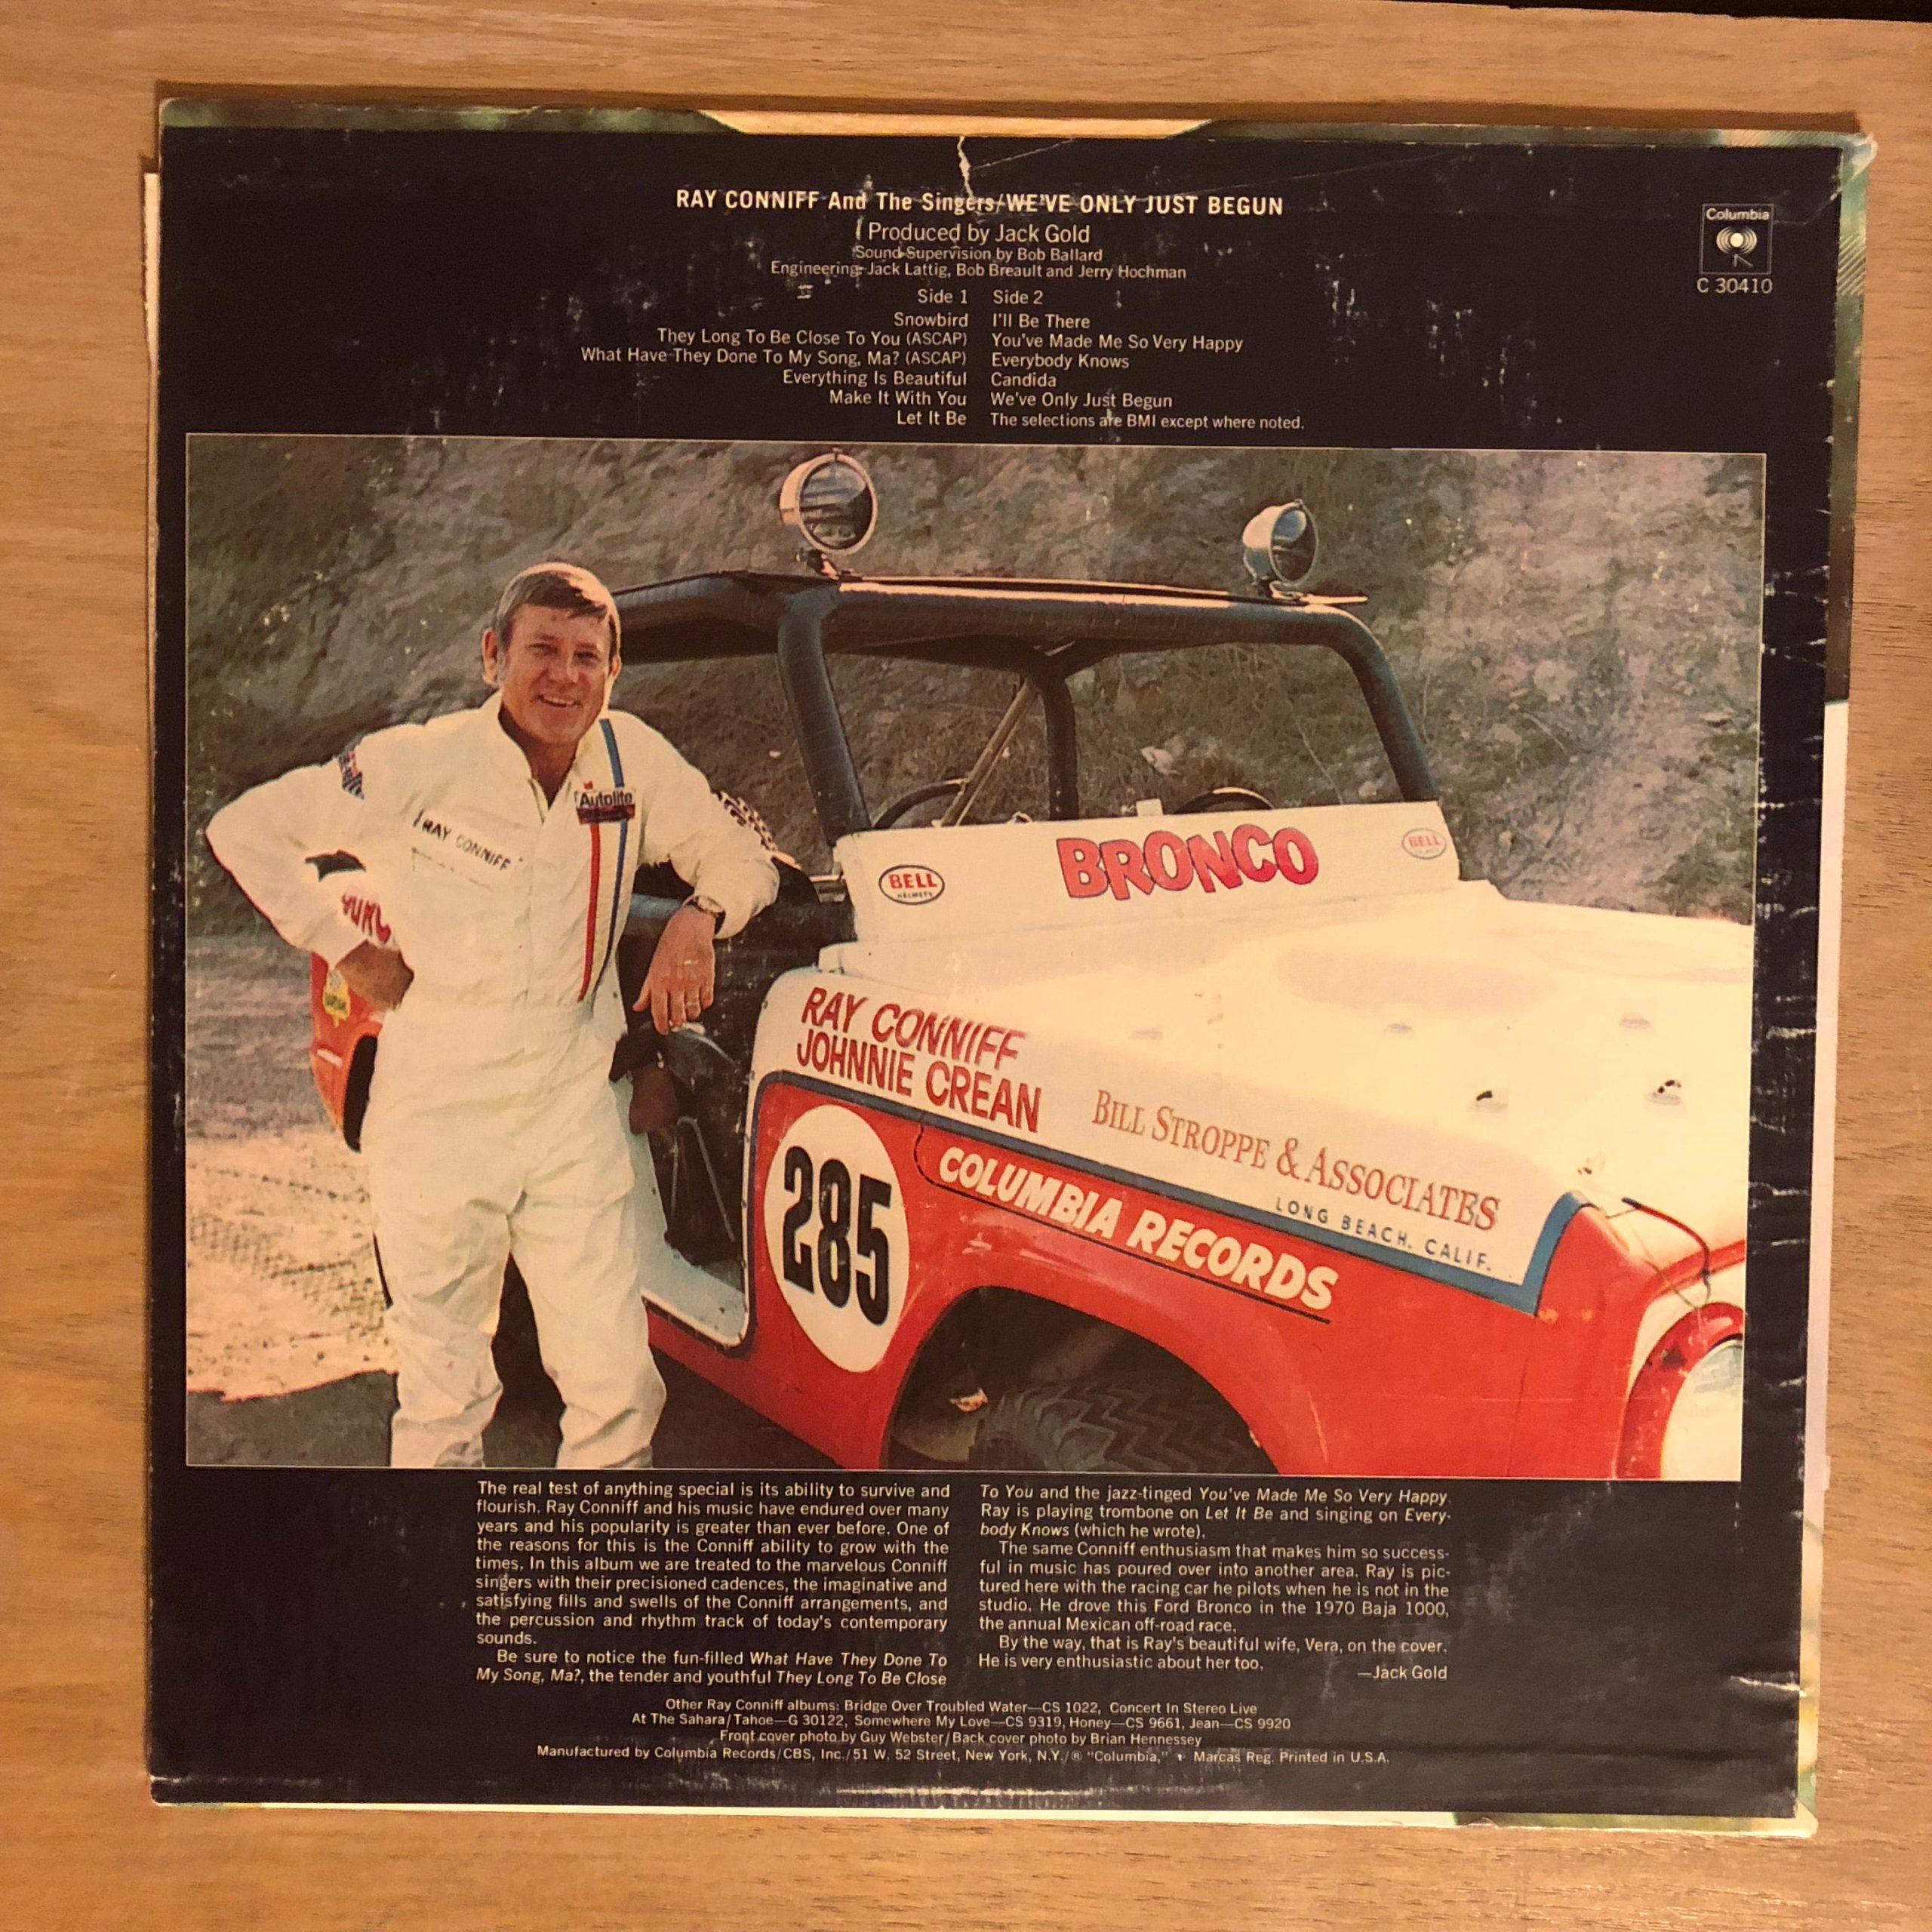 RAY CONNIFF And The Singers/WE'VE ONLY JUST BEGUN
Produced by Jack Gold
Sound Supervision by Bob Ballard
Engineering: Jack Lattig, Bob Breault and Jerry Hochman
Columbia
C 30410
Side 1
Snowbird
They Long To Be Close To You (ASCAP)
What Have They Done To My Song, Ma? (ASCAP)
Everything Is Beautiful
Make It With You
Let It Be
Side 2
I'll Be There
You've Made Me So Very Happy
Everybody Knows
Candida
We've Only Just Begun
The selections are BMI except where noted.
Autolite
RAY CONNIFF
BELL
HELMETS
BRONCO
BELL
RAY CONNIFF
JOHNNIE CREAN
BILL STROPPE & ASSOCIATES
LONG BEACH, CALIF.
285
COLUMBIA RECORDS
The real test of anything special is its ability to survive and
flourish. Ray Conniff and his music have endured over many
years and his popularity is greater than ever before. One of
the reasons for this is the Conniff ability to grow with the
times. In this album we are treated to the marvelous Conniff
singers with their precisioned cadences, the imaginative and
satisfying fills and swells of the Conniff arrangements, and
the percussion and rhythm track of today's contemporary
sounds.
Be sure to notice the fun-filled What Have They Done To
My Song, Ma?, the tender and youthful They Long To Be Close
To You and the jazz-tinged You've Made Me So Very Happy.
Ray is playing trombone on Let It Be and singing on Every-
body Knows (which he wrote).
The same Conniff enthusiasm that makes him so success-
ful in music has poured over into another area. Ray is pic-
tured here with the racing car he pilots when he is not in the
studio. He drove this Ford Bronco in the 1970 Baja 1000,
the annual Mexican off-road race.
By the way, that is Ray's beautiful wife, Vera, on the cover.
He is very enthusiastic about her too.
—Jack Gold
Other Ray Conniff albums: Bridge Over Troubled Water—CS 1022, Concert In Stereo Live
At The Sahara/Tahoe—G 30122, Somewhere My Love—CS 9319, Honey—CS 9661, Jean—CS 9920
Front cover photo by Guy Webster/Back cover photo by Brian Hennessey
Manufactured by Columbia Records/CBS, Inc./51 W. 52 Street, New York, N.Y./® "Columbia," Marcas Reg. Printed in U.S.A.